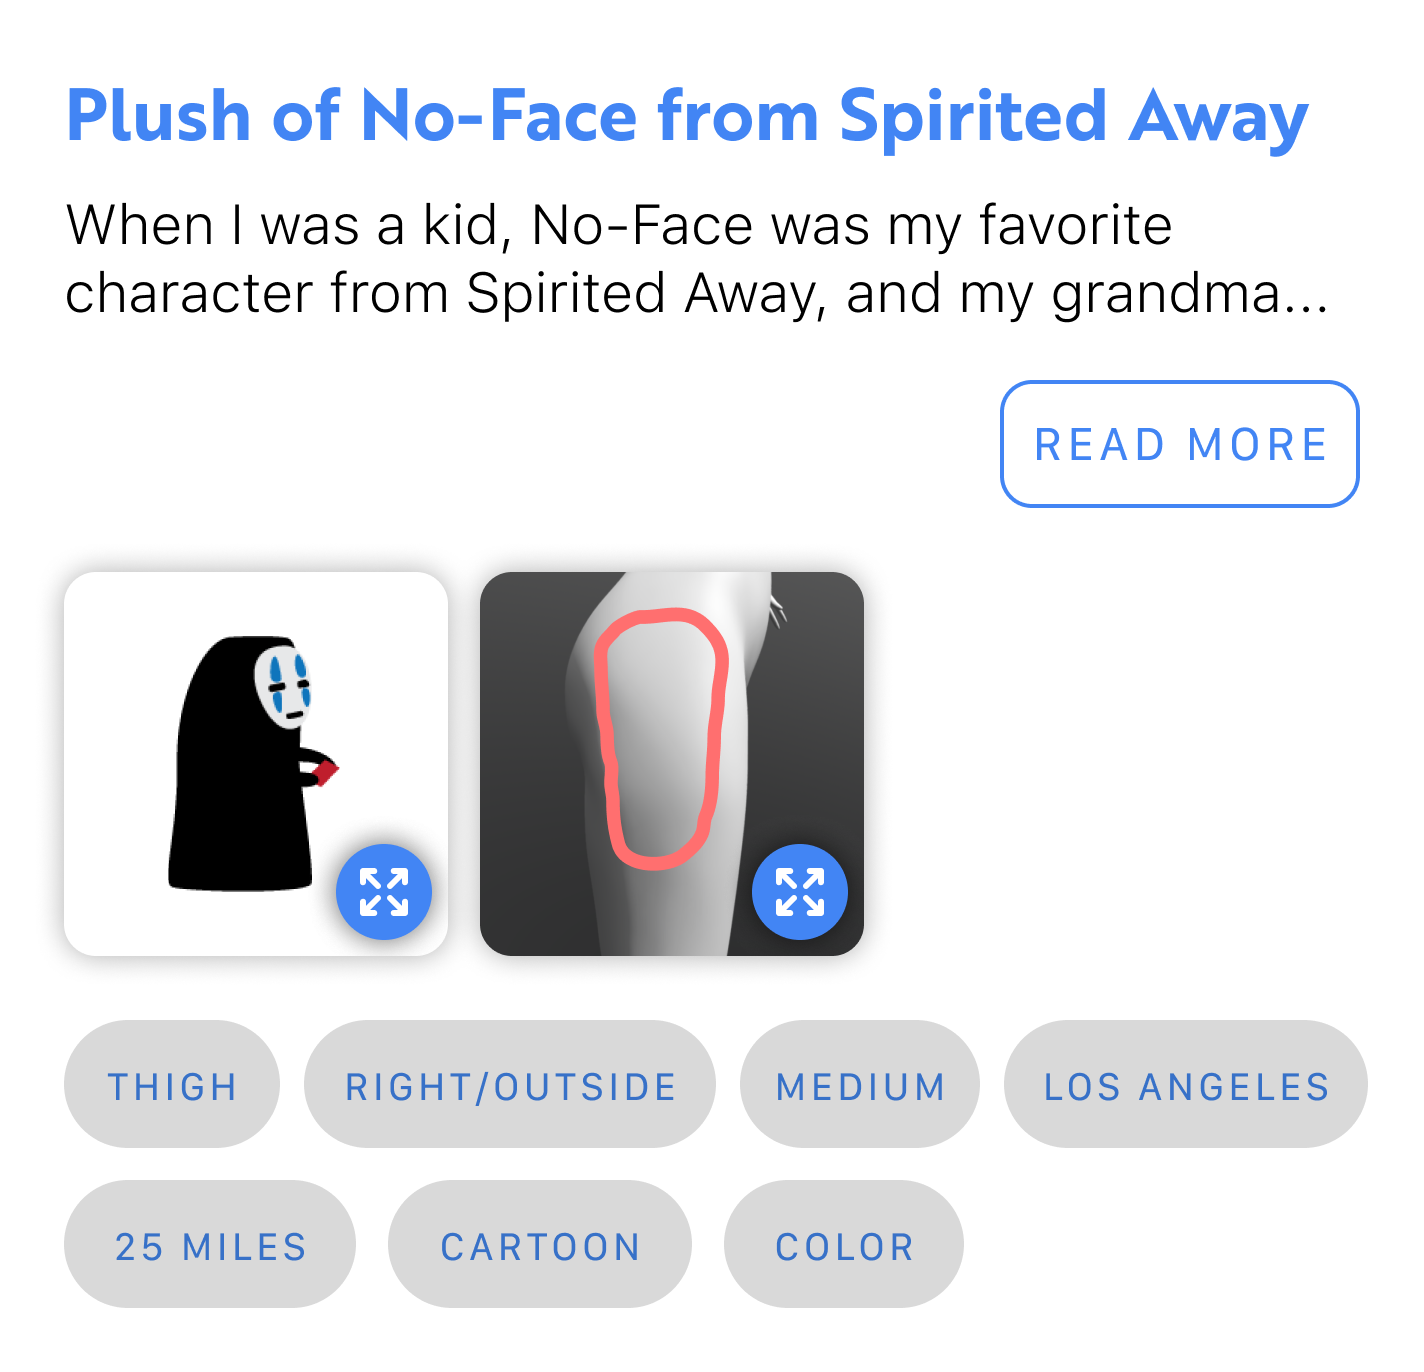 Plush of No-Face from Spirited Away
When I was a kid, No-Face was my favorite
character from Spirited Away, and my grandma...
READ MORE
THIGH
RIGHT/OUTSIDE
MEDIUM
LOS ANGELES
25 MILES
CARTOON
COLOR